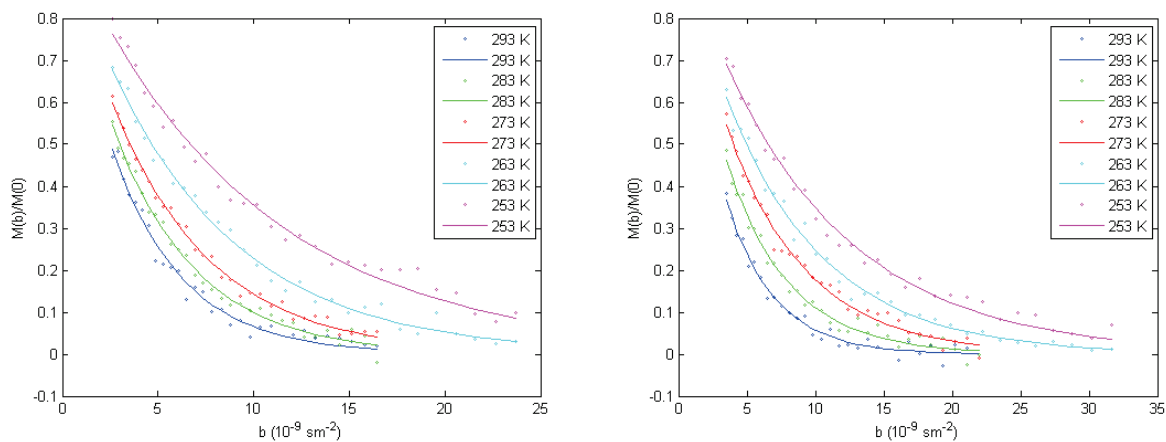 0.8
0.7
0.6
0.5
0.4
0.3
0.2
0.1
0
-0.1
M(b)/M(0)
0
5
10
15
20
25
b (10⁻⁹ sm⁻²)
293 K
293 K
283 K
283 K
273 K
273 K
263 K
263 K
253 K
253 K
0.8
0.7
0.6
0.5
0.4
0.3
0.2
0.1
0
-0.1
M(b)/M(0)
0
5
10
15
20
25
30
35
b (10⁻⁹ sm⁻²)
293 K
293 K
283 K
283 K
273 K
273 K
263 K
263 K
253 K
253 K